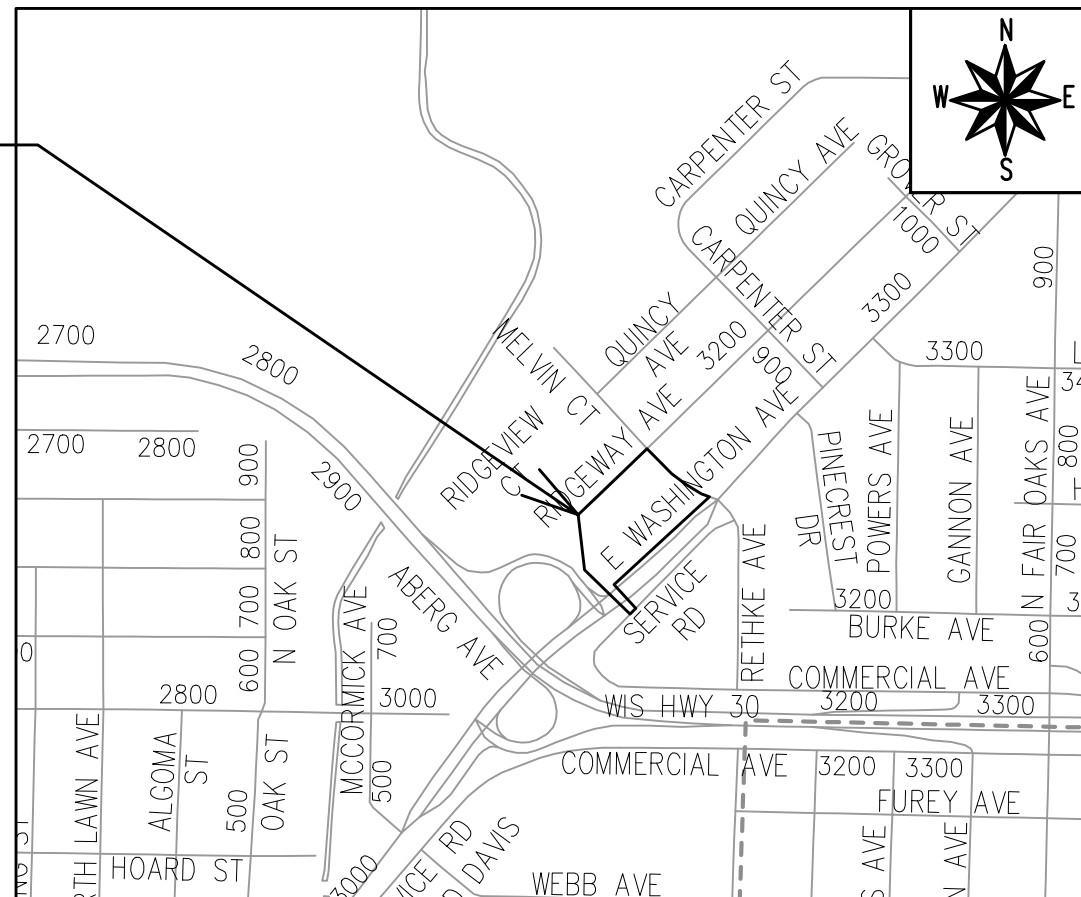 N
W E
S
CARPENTER ST
QUINCY AVE
GROVER ST
1000
CARPENTER ST
900
3300
2700
2800
MELVIN CT
QUINCY
AVE
3200
900
3300
2700
2800
2900
900
RIDGEVIEW
CT
RIDGEWAY AVE
E WASHINGTON AVE
PINECREST
DR
POWERS AVE
GANNON AVE
N FAIR OAKS AVE
800
800
700
N OAK ST
ABERG AVE
SERVICE
RD
RETHKE AVE
3200
BURKE AVE
700
600
600
MCCORMICK AVE
700
2800
3000
COMMERCIAL AVE
WIS HWY 30
3200
3300
NORTH LAWN AVE
ALGOMA
ST
500
OAK ST
500
COMMERCIAL AVE
3200
3300
FUREY AVE
HOARD ST
3000
RD
DAVIS
WEBB AVE